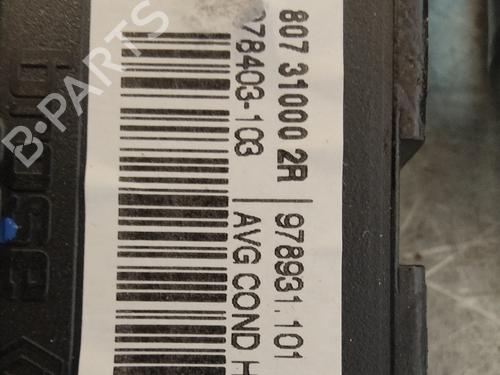 807 31000 2R
978403-103
978931.101
AVG COND H
B-PARTS